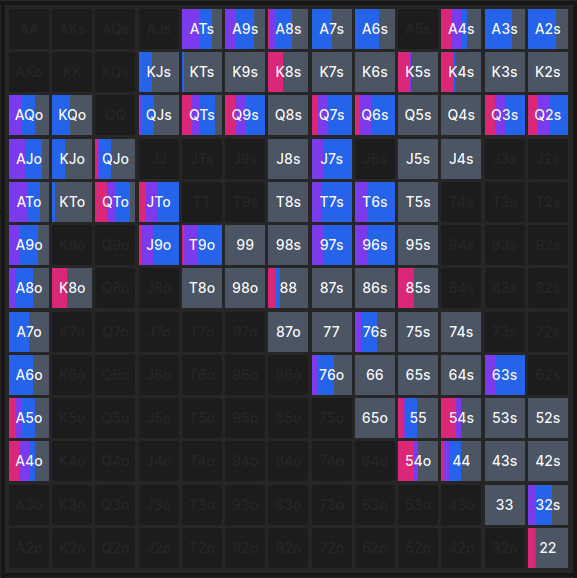 AA AKs AQs AJs ATs A9s A8s A7s A6s A5s A4s A3s A2s
AKo KK KQs KJs KTs K9s K8s K7s K6s K5s K4s K3s K2s
AQo KQo QQ QJs QTs Q9s Q8s Q7s Q6s Q5s Q4s Q3s Q2s
AJo KJo QJo JJ JTs J9s J8s J7s J6s J5s J4s J3s J2s
ATo KTo QTo JTo TT T9s T8s T7s T6s T5s T4s T3s T2s
A9o K9o Q9o J9o T9o 99 98s 97s 96s 95s 94s 93s 92s
A8o K8o Q8o J8o T8o 98o 88 87s 86s 85s 84s 83s 82s
A7o K7o Q7o J7o T7o 97o 87o 77 76s 75s 74s 73s 72s
A6o K6o Q6o J6o T6o 96o 86o 76o 66 65s 64s 63s 62s
A5o K5o Q5o J5o T5o 95o 85o 75o 65o 55 54s 53s 52s
A4o K4o Q4o J4o T4o 94o 84o 74o 64o 54o 44 43s 42s
A3o K3o Q3o J3o T3o 93o 83o 73o 63o 53o 43o 33 32s
A2o K2o Q2o J2o T2o 92o 82o 72o 62o 52o 42o 32o 22